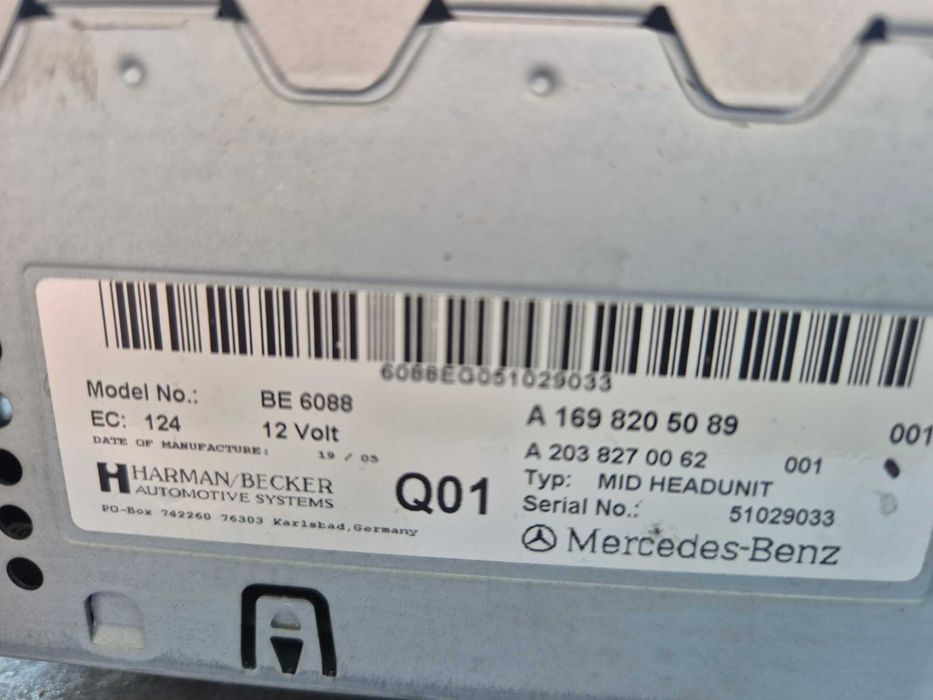 6088EG051029033
Model No.: BE 6088
EC: 124 12 Volt
DATE OF MANUFACTURE: 19 / 05
HARMAN/BECKER
AUTOMOTIVE SYSTEMS
PO-Box 742260 76303 Karlsbad,Germany
Q01
A 169 820 50 89 001
A 203 827 00 62 001
Typ: MID HEADUNIT
Serial No.: 51029033
Mercedes-Benz